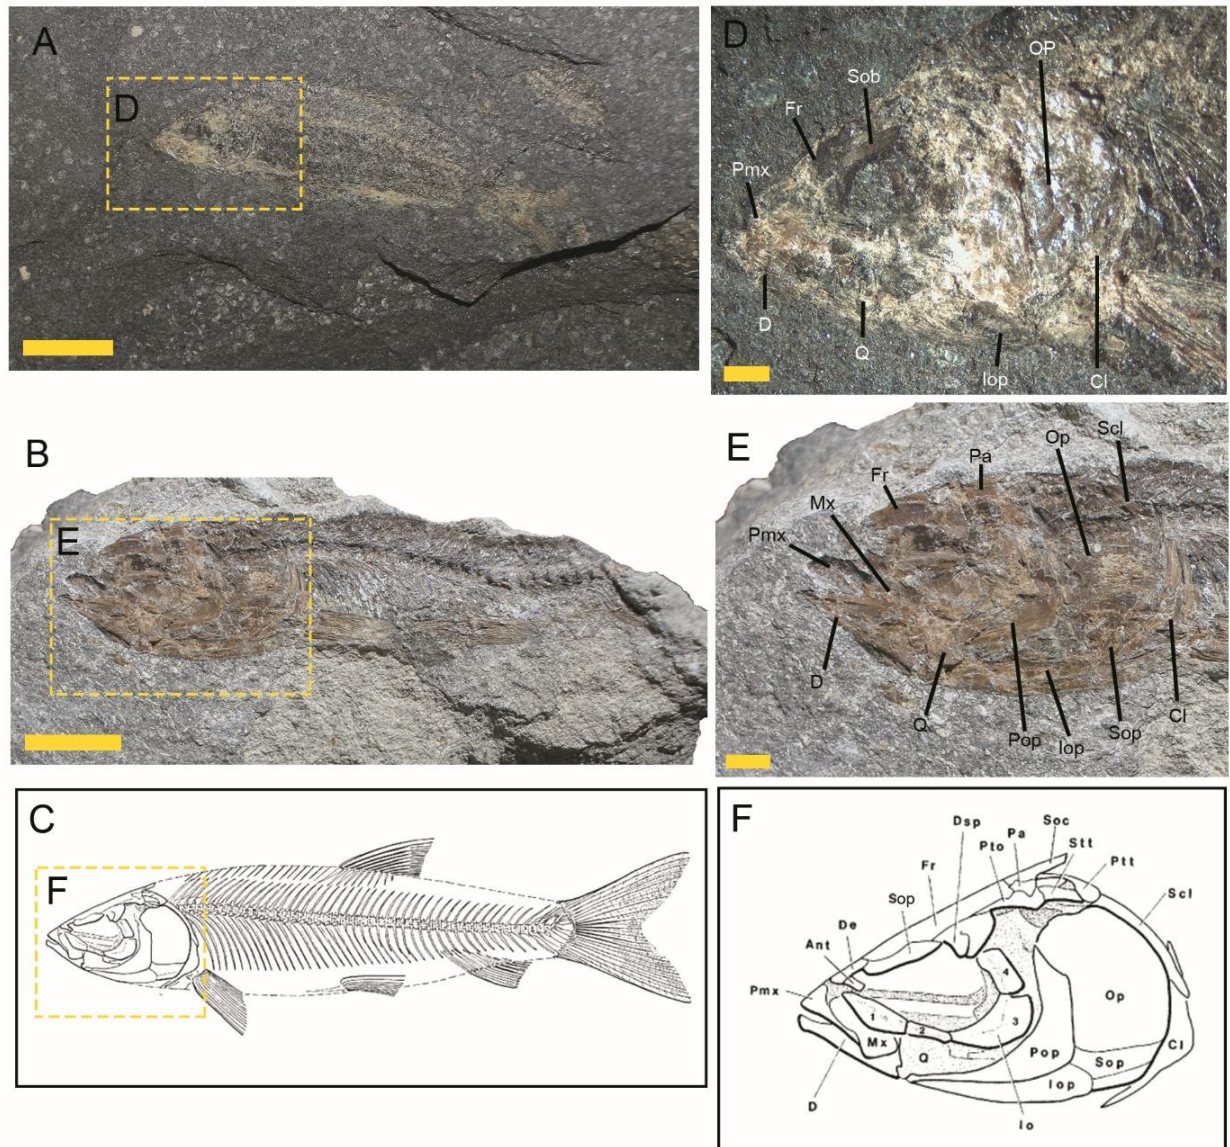 A
D
D
OP
Sob
Fr
Pmx
D
Q
Iop
Cl
B
E
E
Scl
Op
Pa
Fr
Mx
Pmx
D
Q
Pop
Iop
Sop
Cl
C
F
F
Soc
Dsp
Pa
Stt
Pto
Ptt
Fr
Scl
Sop
De
Ant
4
Pmx
Op
1
3
2
Mx
Cl
Q
Pop
Sop
Iop
D
Io